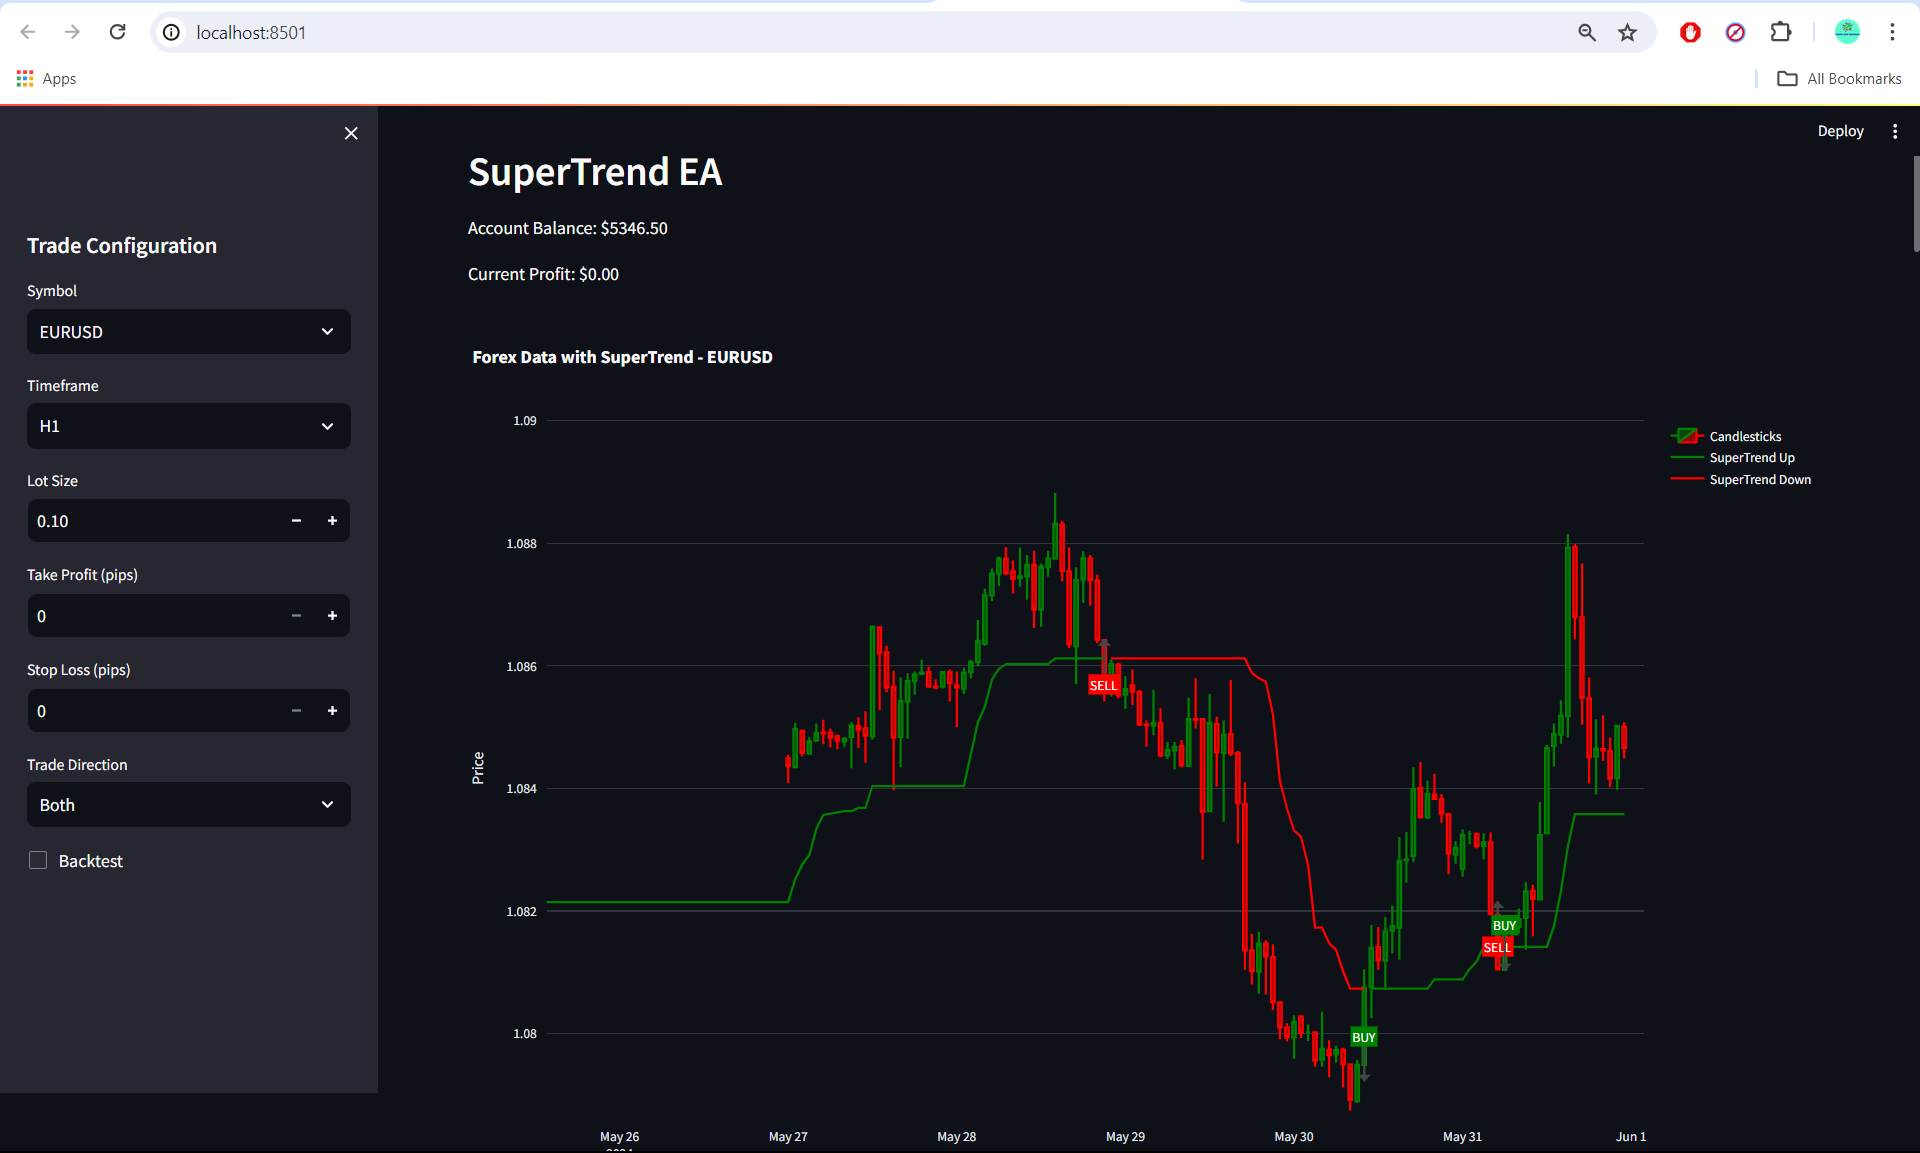 localhost:8501
Apps
All Bookmarks
Deploy
Trade Configuration
Symbol
EURUSD
Timeframe
H1
Lot Size
0.10
Take Profit (pips)
0
Stop Loss (pips)
0
Trade Direction
Both
Backtest
SuperTrend EA
Account Balance: $5346.50
Current Profit: $0.00
Forex Data with SuperTrend - EURUSD
Candlesticks
SuperTrend Up
SuperTrend Down
Price
1.09
1.088
1.086
1.084
1.082
1.08
SELL
BUY
BUY
SELL
May 26
May 27
May 28
May 29
May 30
May 31
Jun 1